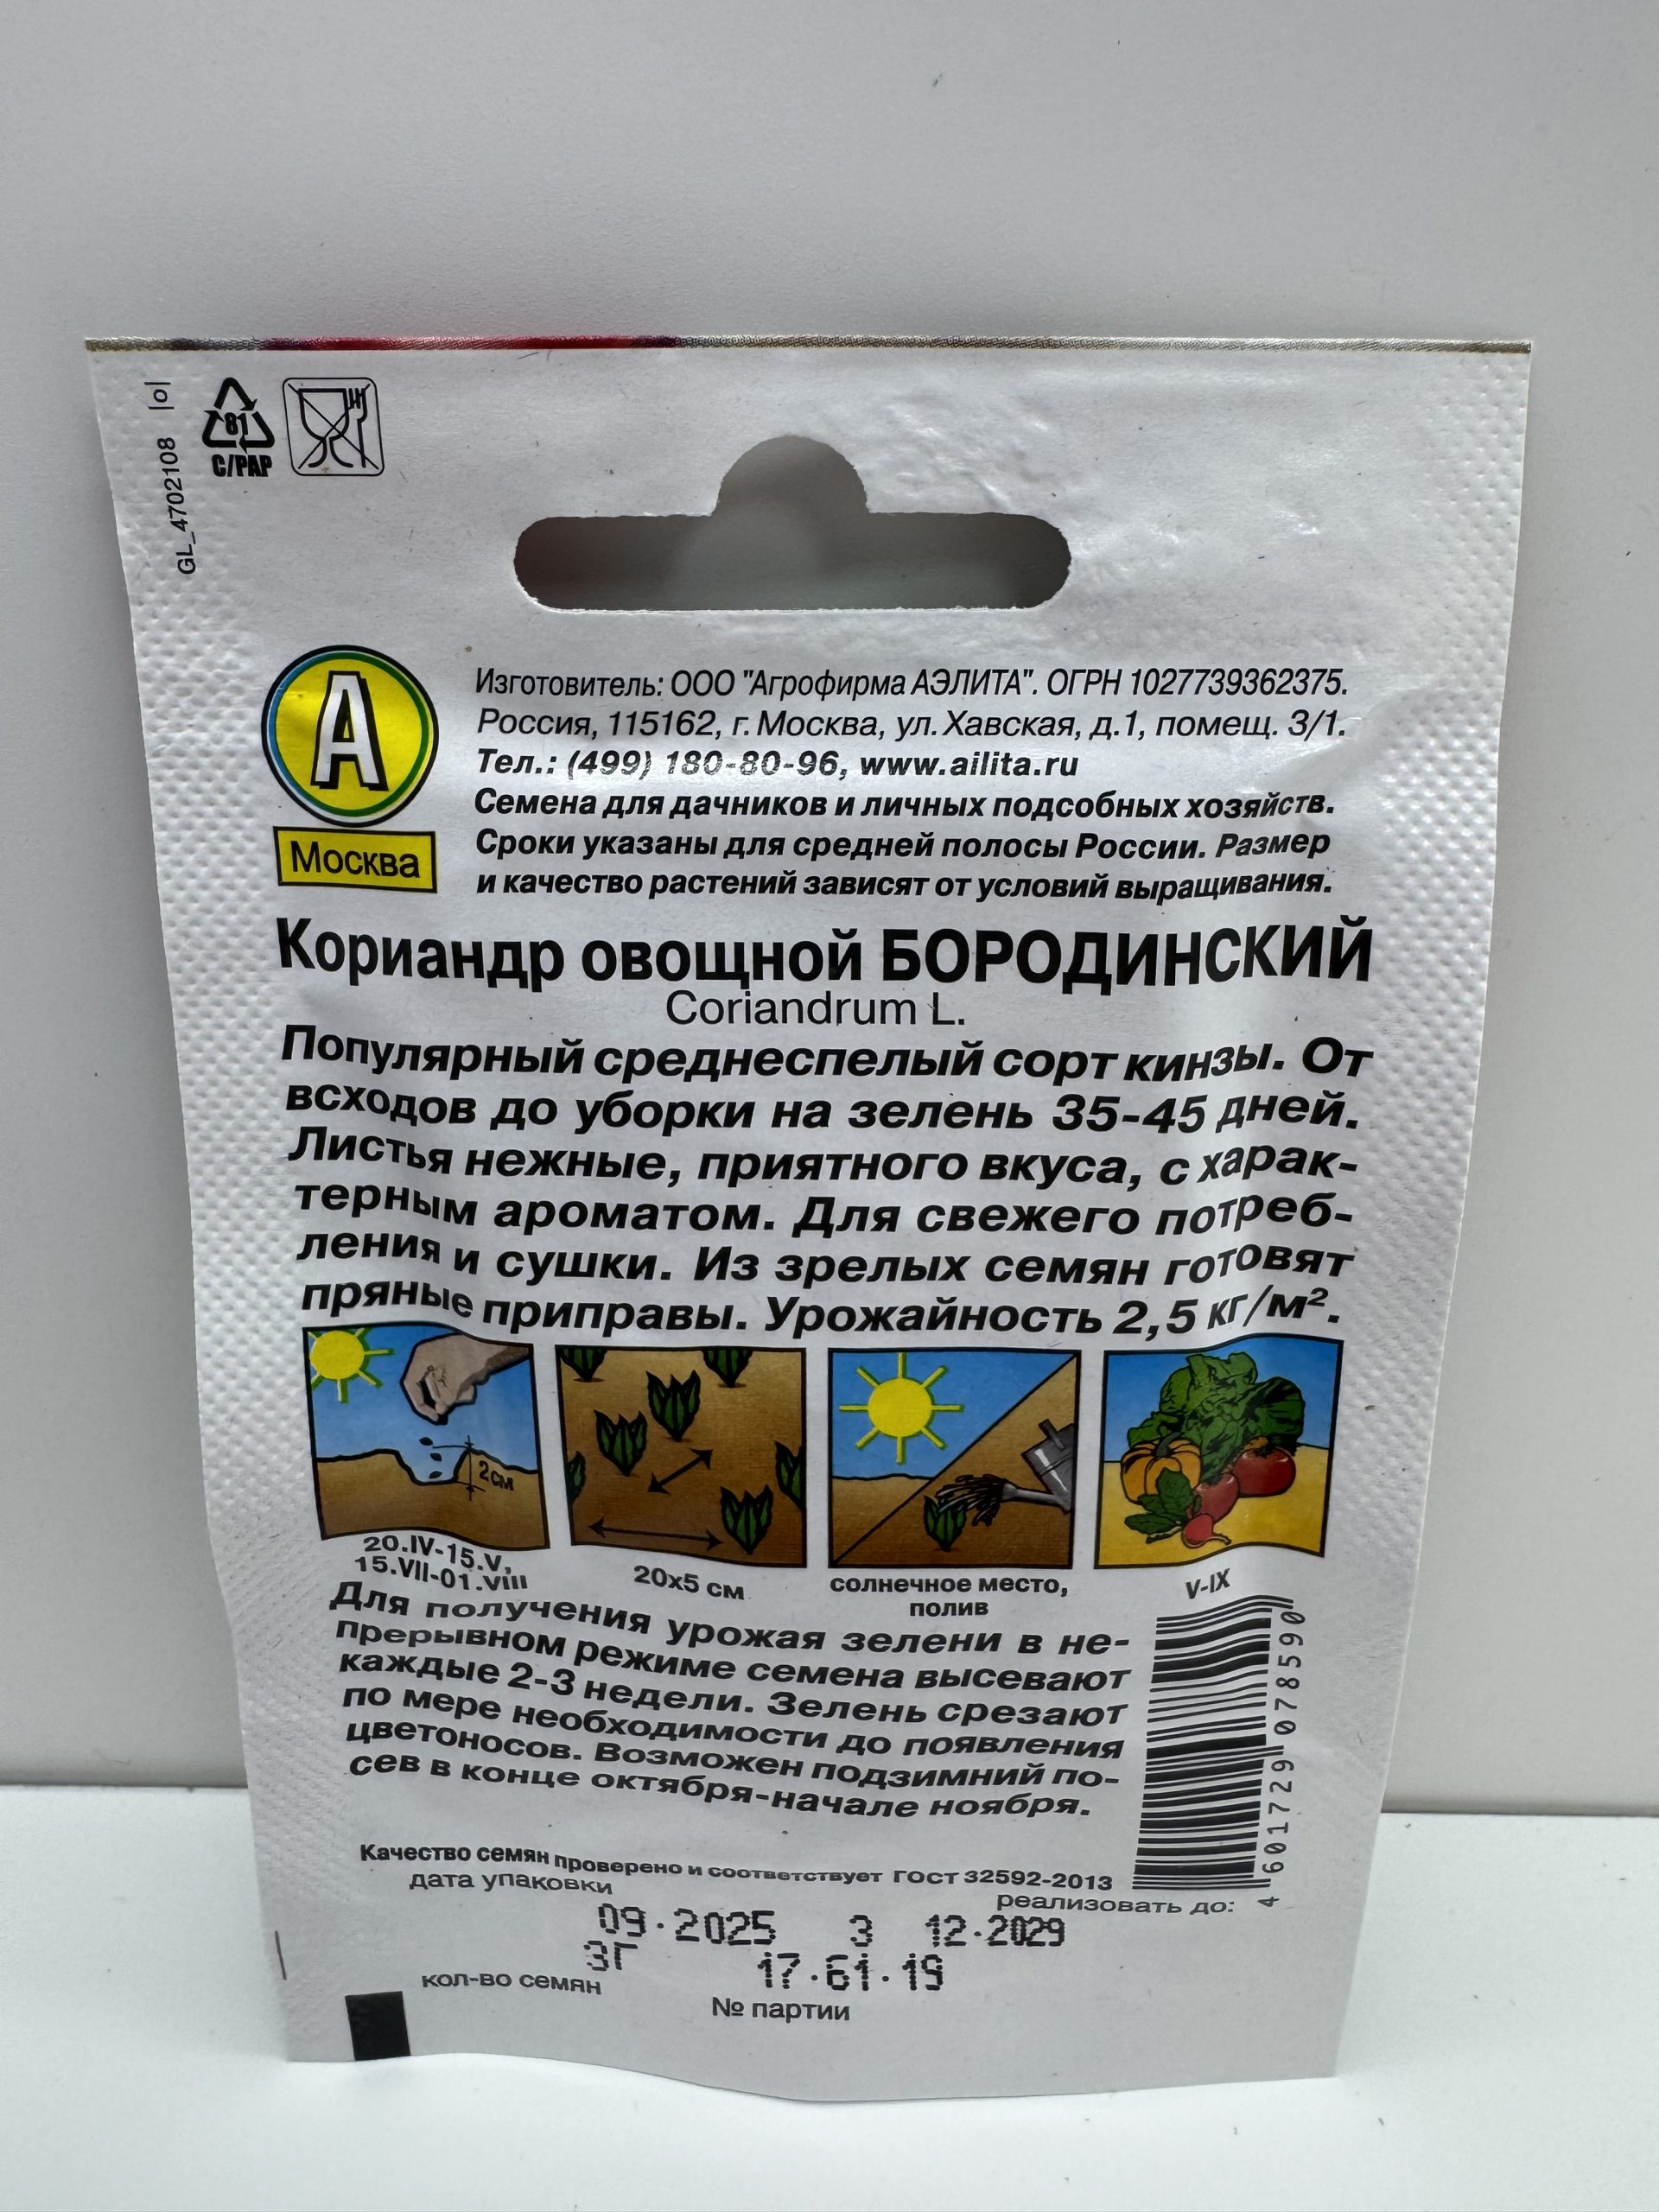 GL_4702108 |o|
81
C/PAP
A
Москва
Изготовитель: ООО "Агрофирма АЭЛИТА". ОГРН 1027739362375.
Россия, 115162, г. Москва, ул. Хавская, д.1, помещ. 3/1.
Тел.: (499) 180-80-96, www.ailita.ru
Семена для дачников и личных подсобных хозяйств.
Сроки указаны для средней полосы России. Размер
и качество растений зависят от условий выращивания.
Кориандр овощной БОРОДИНСКИЙ
Coriandrum L.
Популярный среднеспелый сорт кинзы. От
всходов до уборки на зелень 35-45 дней.
Листья нежные, приятного вкуса, с харак-
терным ароматом. Для свежего потреб-
ления и сушки. Из зрелых семян готовят
пряные приправы. Урожайность 2,5 кг/м².
2 см
20.IV-15.V,
15.VII-01.VIII
20х5 см
солнечное место,
полив
V-IX
Для получения урожая зелени в не-
прерывном режиме семена высевают
каждые 2-3 недели. Зелень срезают
по мере необходимости до появления
цветоносов. Возможен подзимний по-
сев в конце октября-начале ноября.
4 601729 078590
Качество семян проверено и соответствует ГОСТ 32592-2013
дата упаковки
реализовать до:
09.2025 3 12.2029
3Г 17.61.19
кол-во семян
№ партии